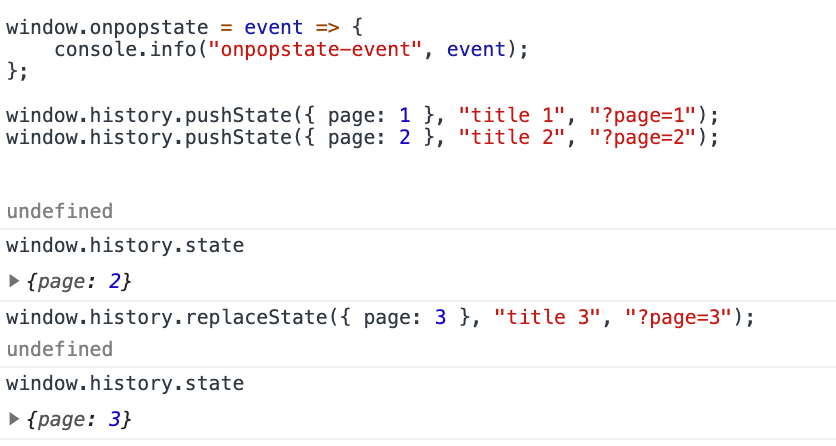 window.onpopstate = event => {
    console.info("onpopstate-event", event);
};
window.history.pushState({ page: 1 }, "title 1", "?page=1");
window.history.pushState({ page: 2 }, "title 2", "?page=2");
undefined
window.history.state
▶ {page: 2}
window.history.replaceState({ page: 3 }, "title 3", "?page=3");
undefined
window.history.state
▶ {page: 3}